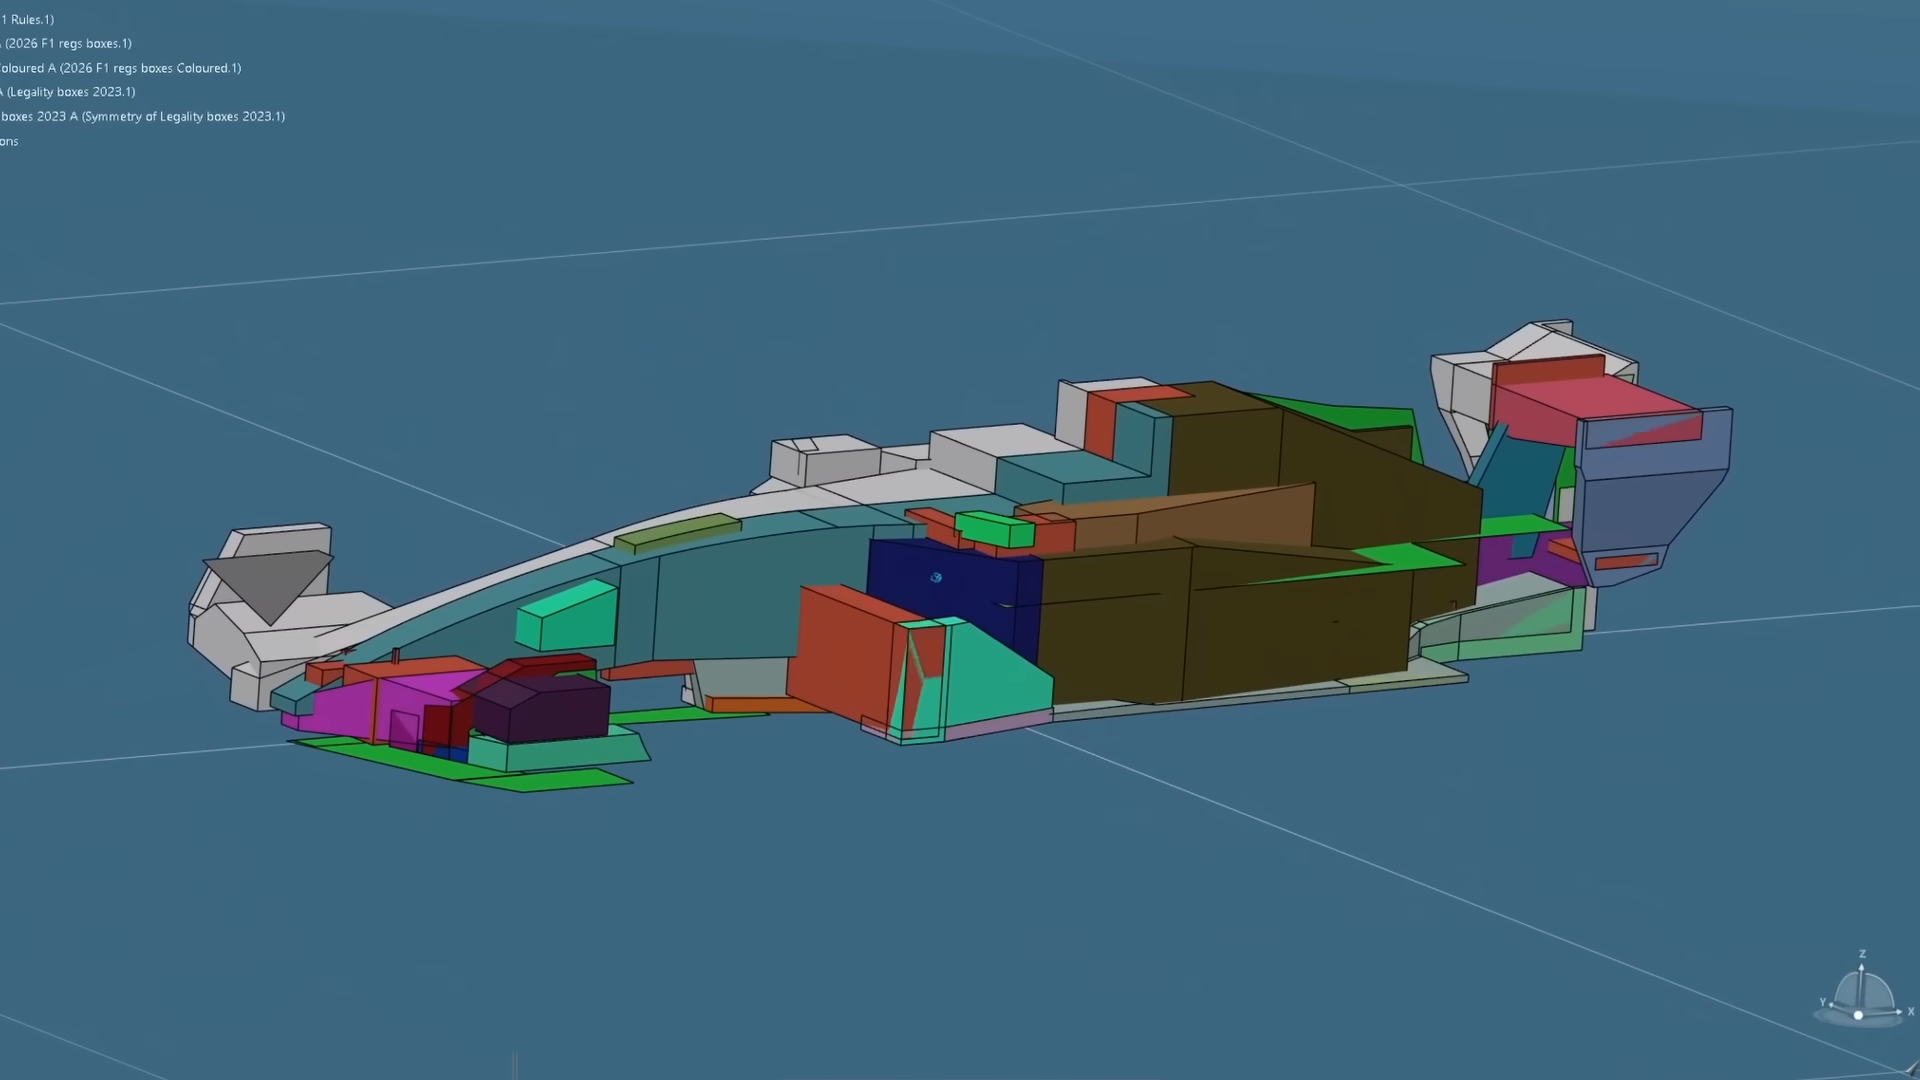 1 Rules.1)
(2026 F1 regs boxes.1)
oloured A (2026 F1 regs boxes Coloured.1)
A (Legality boxes 2023.1)
boxes 2023 A (Symmetry of Legality boxes 2023.1)
ons
Z
Y
X